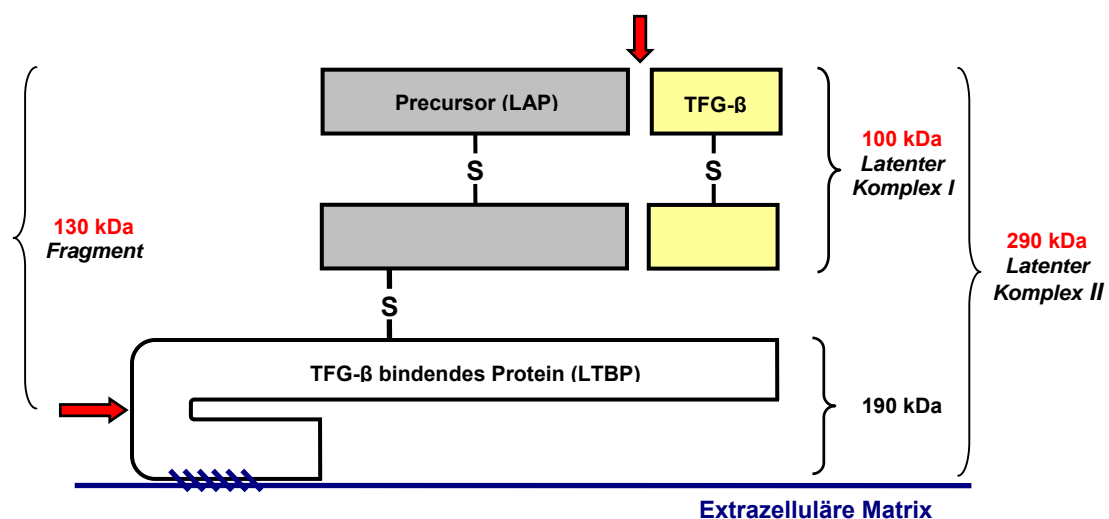 Precursor (LAP)
TFG-ß
S
S
100 kDa
Latenter
Komplex I
130 kDa
Fragment
290 kDa
Latenter
Komplex II
S
TFG-ß bindendes Protein (LTBP)
190 kDa
Extrazelluläre Matrix